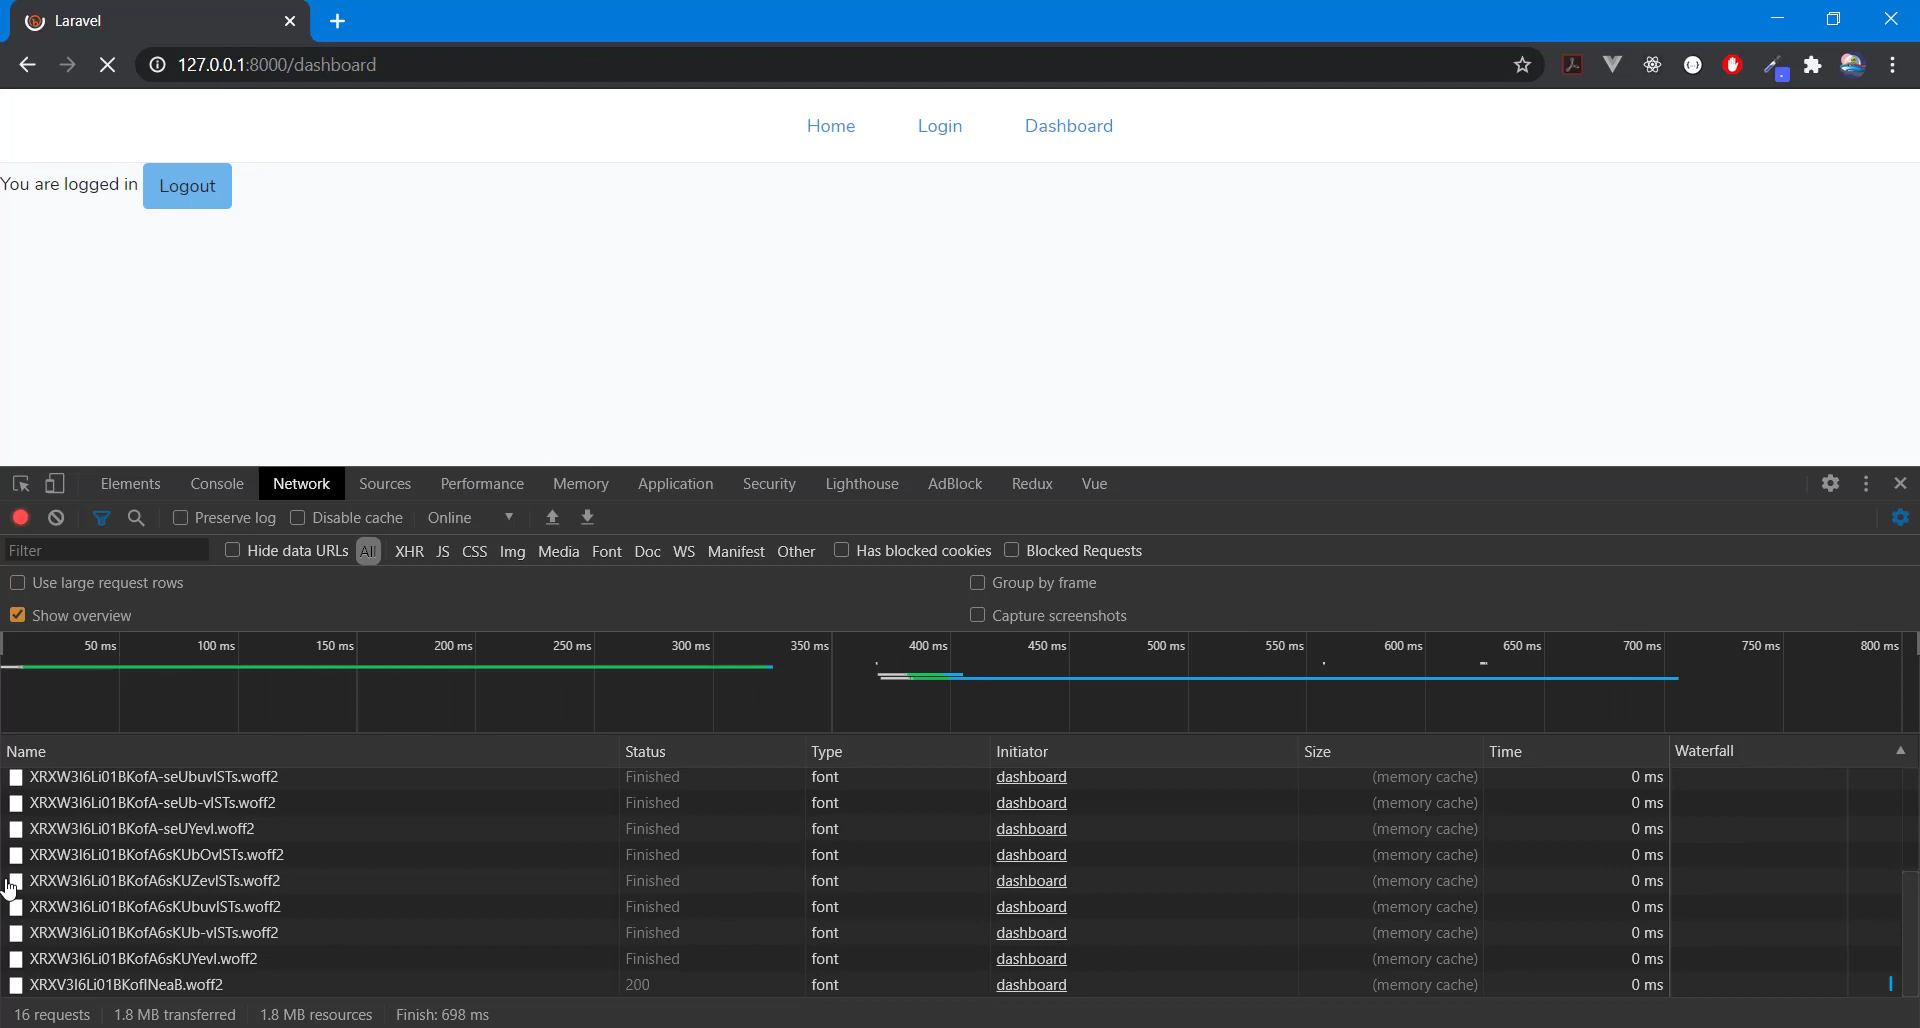 Laravel
127.0.0.1:8000/dashboard
Home Login Dashboard
You are logged in Logout
Elements Console Network Sources Performance Memory Application Security Lighthouse AdBlock Redux Vue
Preserve log Disable cache Online
Filter Hide data URLs All XHR JS CSS Img Media Font Doc WS Manifest Other Has blocked cookies Blocked Requests
Use large request rows Group by frame
Show overview Capture screenshots
50 ms 100 ms 150 ms 200 ms 250 ms 300 ms 350 ms 400 ms 450 ms 500 ms 550 ms 600 ms 650 ms 700 ms 750 ms 800 ms
Name Status Type Initiator Size Time Waterfall
XRXW3I6Li01BKofA-seUbuvISTs.woff2 Finished font dashboard (memory cache) 0 ms
XRXW3I6Li01BKofA-seUb-vISTs.woff2 Finished font dashboard (memory cache) 0 ms
XRXW3I6Li01BKofA-seUYevI.woff2 Finished font dashboard (memory cache) 0 ms
XRXW3I6Li01BKofA6sKUbOvISTs.woff2 Finished font dashboard (memory cache) 0 ms
XRXW3I6Li01BKofA6sKUZevISTs.woff2 Finished font dashboard (memory cache) 0 ms
XRXW3I6Li01BKofA6sKUbuvISTs.woff2 Finished font dashboard (memory cache) 0 ms
XRXW3I6Li01BKofA6sKUb-vISTs.woff2 Finished font dashboard (memory cache) 0 ms
XRXW3I6Li01BKofA6sKUYevI.woff2 Finished font dashboard (memory cache) 0 ms
XRXV3I6Li01BKofINeaB.woff2 200 font dashboard (memory cache) 0 ms
16 requests 1.8 MB transferred 1.8 MB resources Finish: 698 ms